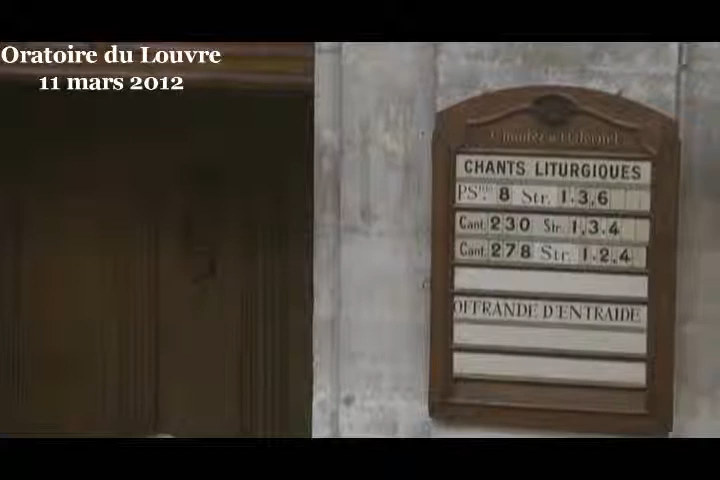 Oratoire du Louvre
11 mars 2012
CHANTS LITURGIQUES
PSme. 8 Str. 1.3.6
Cant. 230 Str. 1.3.4
Cant. 278 Str. 1.2.4
OFFRANDE D'ENTRAIDE